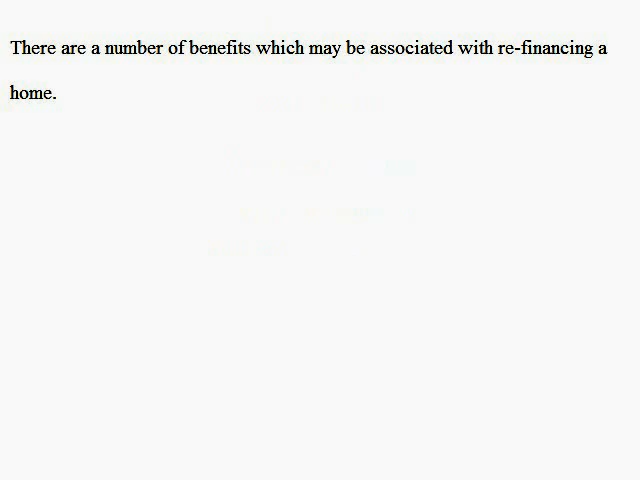 There are a number of benefits which may be associated with re-financing a
home.